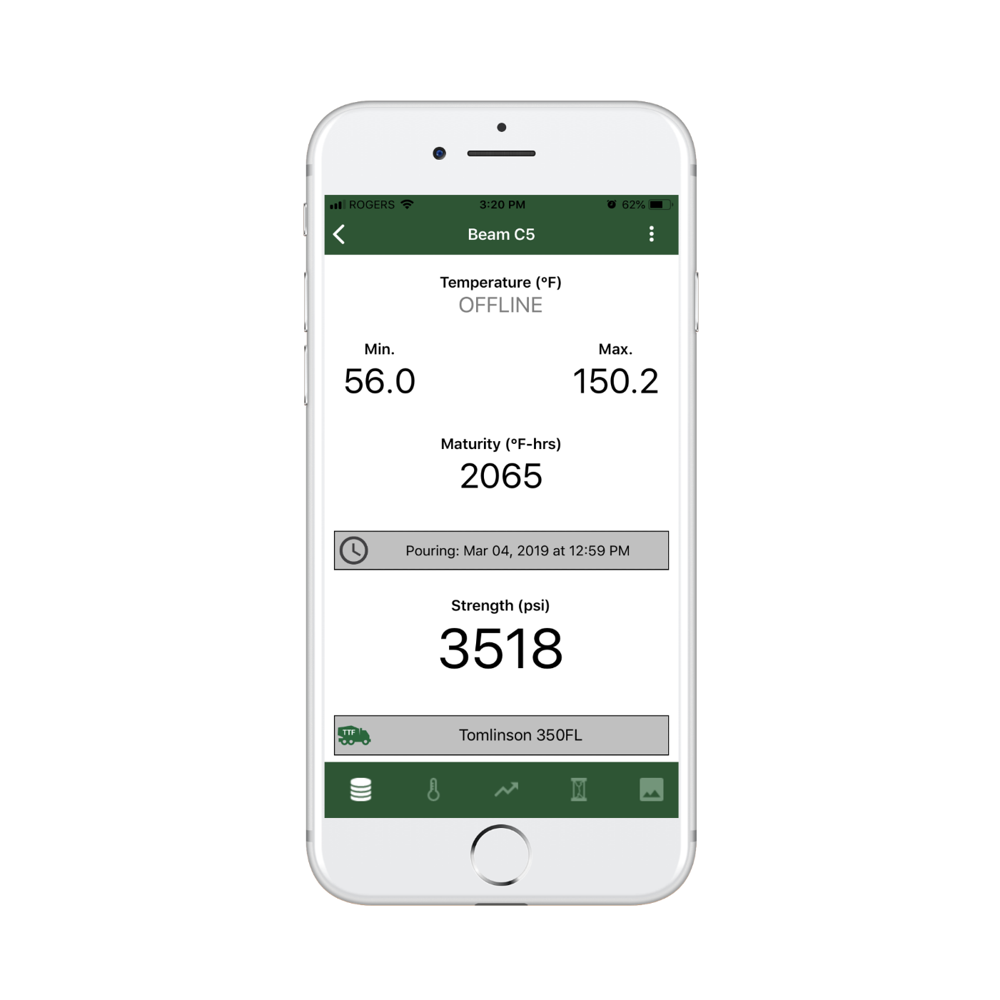 ROGERS 3:20 PM 62%
Beam C5
Temperature (°F)
OFFLINE
Min. Max.
56.0 150.2
Maturity (°F-hrs)
2065
Pouring: Mar 04, 2019 at 12:59 PM
Strength (psi)
3518
TTF Tomlinson 350FL